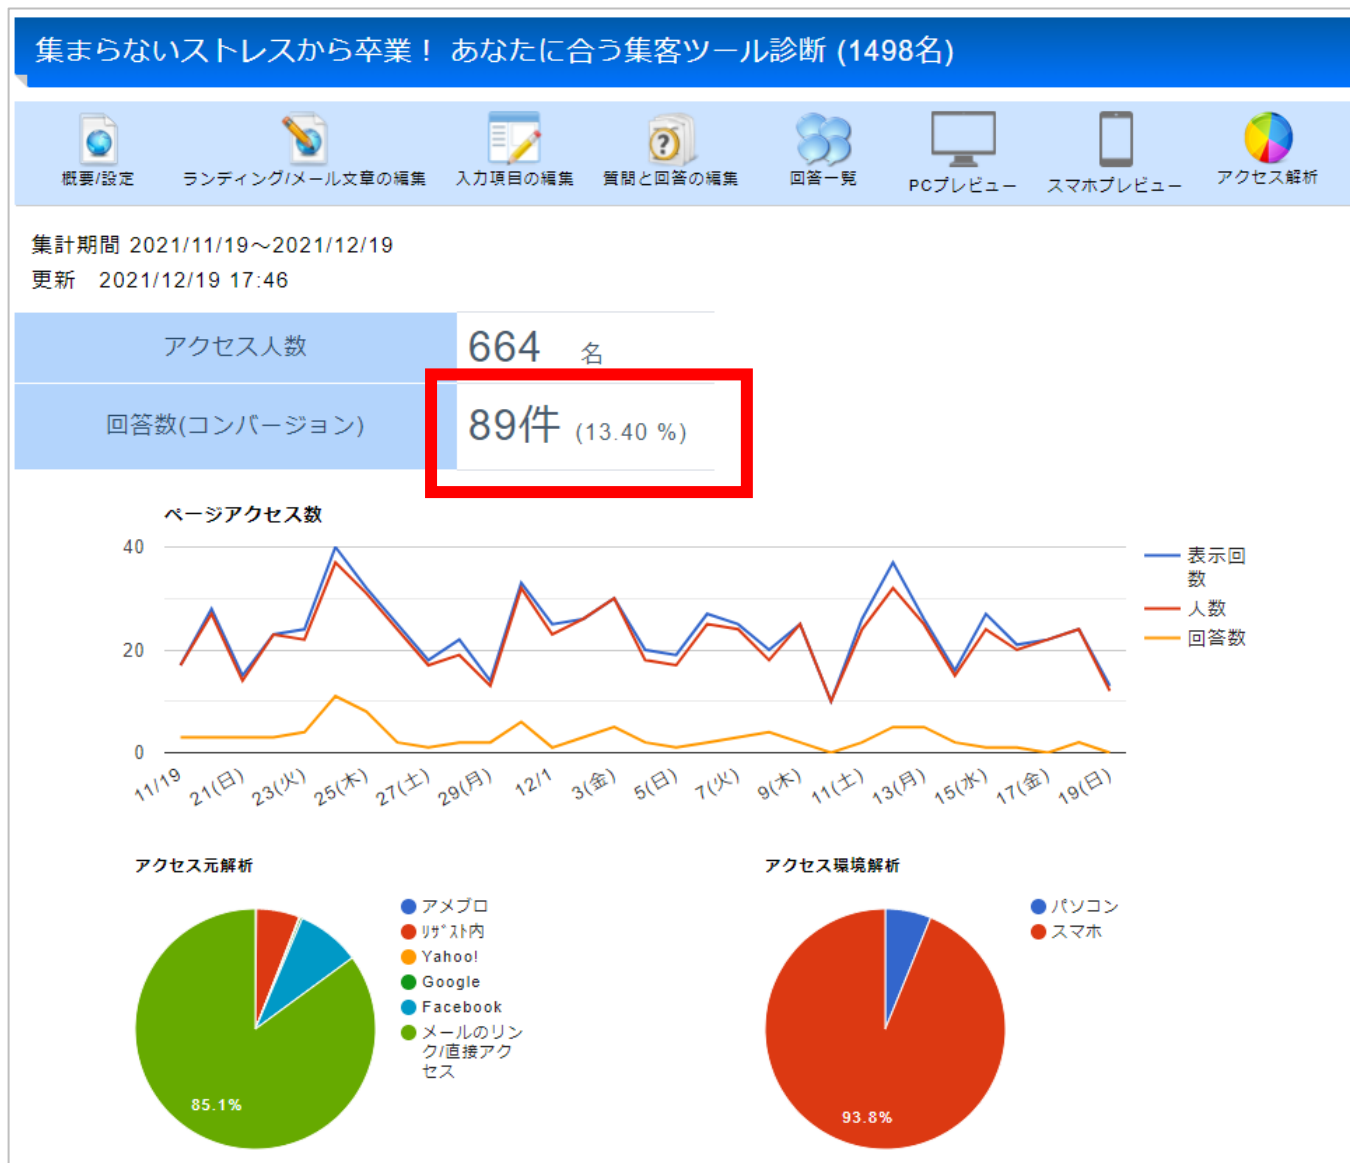 集まらないストレスから卒業！ あなたに合う集客ツール診断 (1498名)
概要/設定
ランディング/メール文章の編集
入力項目の編集
質問と回答の編集
回答一覧
PCプレビュー
スマホプレビュー
アクセス解析
集計期間 2021/11/19～2021/12/19
更新　2021/12/19 17:46
アクセス人数
664 名
回答数(コンバージョン)
89件 (13.40 %)
ページアクセス数
40
20
0
11/19
21(日)
23(火)
25(木)
27(土)
29(月)
12/1
3(金)
5(日)
7(火)
9(木)
11(土)
13(月)
15(水)
17(金)
19(日)
表示回
数
人数
回答数
アクセス元解析
85.1%
アメブロ
ﾘｻﾞｽﾄ内
Yahoo!
Google
Facebook
メールのリン
ク/直接アク
セス
アクセス環境解析
93.8%
パソコン
スマホ